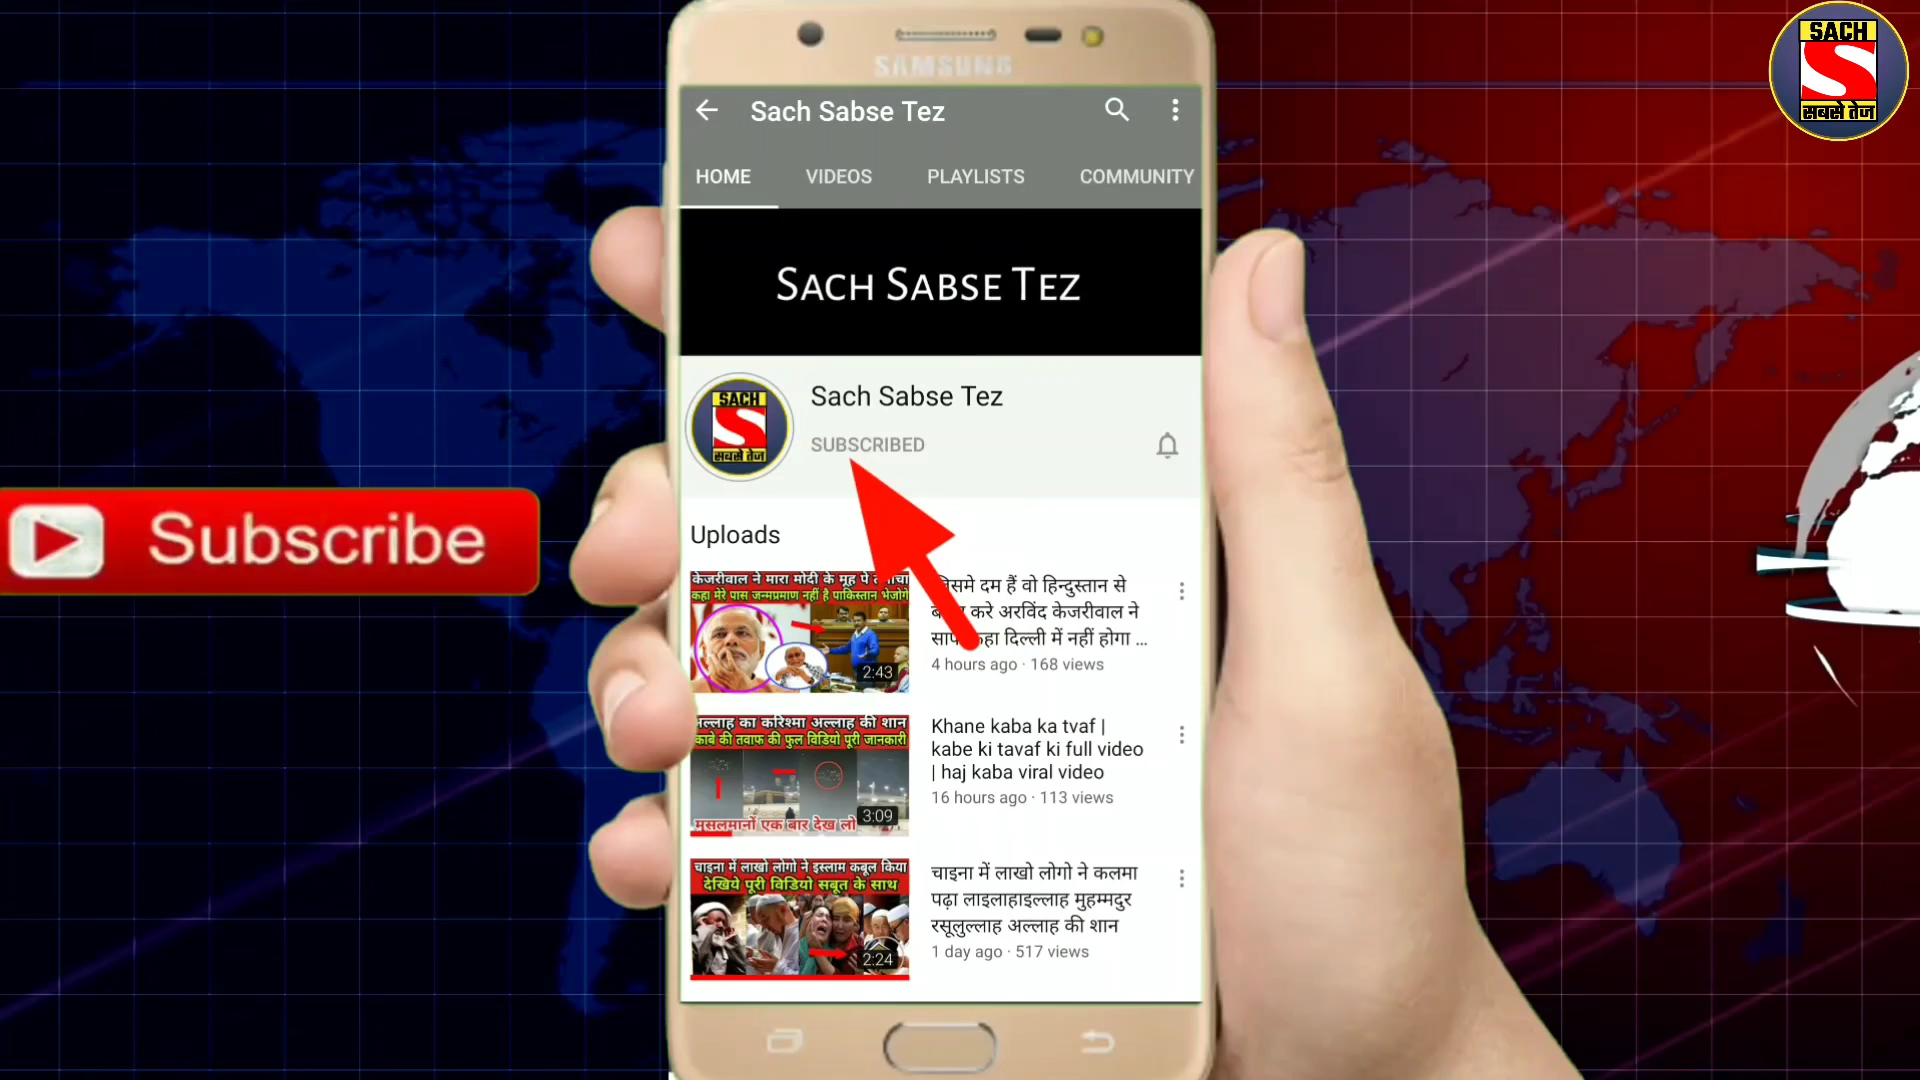 SACH
सबसे तेज
SAMSUNG
Sach Sabse Tez
HOME VIDEOS PLAYLISTS COMMUNITY
SACH SABSE TEZ
SACH
सबसे तेज
Sach Sabse Tez
SUBSCRIBED
Subscribe
Uploads
केजरीवाल ने मारा मोदी के मूह पे
कहा मेरे पास जन्मप्रमाण नहीं है पाकिस्तान भेजोगे
2:43
दम हैं वो हिन्दुस्तान से
करे अरविंद केजरीवाल ने
दिल्ली में नहीं होगा ...
4 hours ago · 168 views
अल्लाह का करिश्मा अल्लाह की शान
काबे की तवाफ की फुल विडियो पूरी जानकारी
मुसलमानों एक बार देख लो
3:09
Khane kaba ka tvaf |
kabe ki tavaf ki full video
| haj kaba viral video
16 hours ago · 113 views
चाइना में लाखो लोगो ने इस्लाम कबूल किया
देखिये पूरी विडियो सबूत के साथ
2:24
चाइना में लाखो लोगो ने कलमा
पढ़ा लाइलाहाइल्लाह मुहम्मदुर
रसूलुल्लाह अल्लाह की शान
1 day ago · 517 views